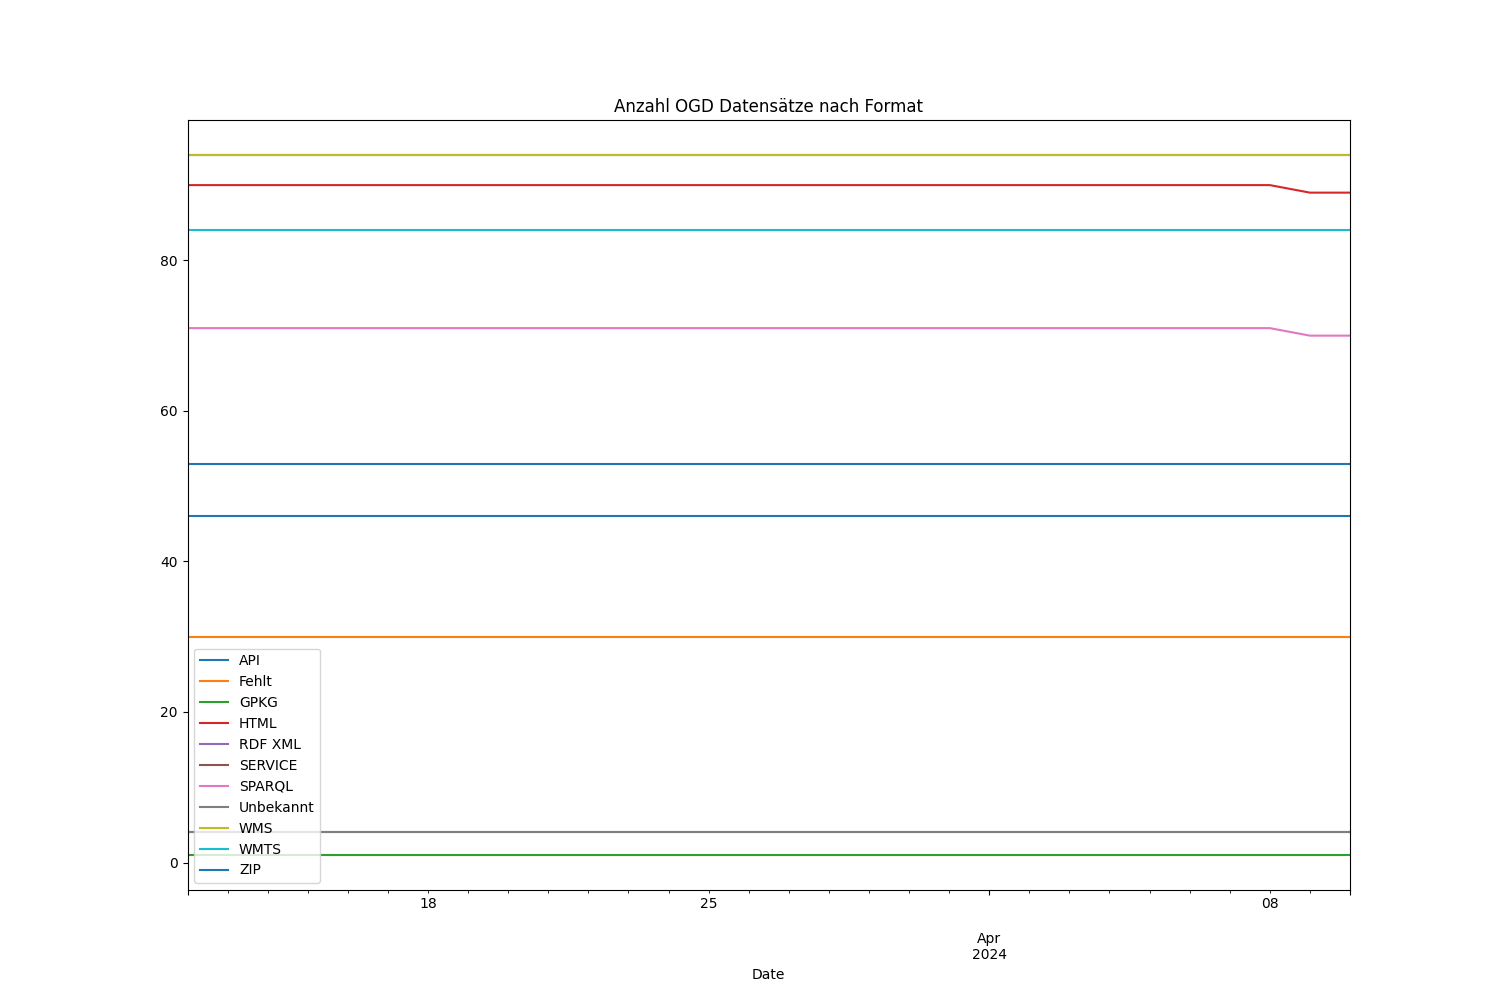 Anzahl OGD Datensätze nach Format
80
60
40
20
0
API
Fehlt
GPKG
HTML
RDF XML
SERVICE
SPARQL
Unbekannt
WMS
WMTS
ZIP
18
25
08
Apr
2024
Date